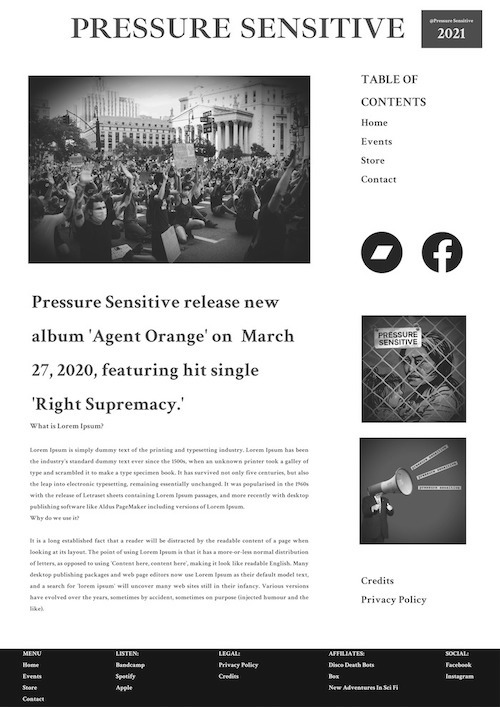 PRESSURE SENSITIVE
@Pressure Sensitive
2021
TABLE OF
CONTENTS
Home
Events
Store
Contact
Pressure Sensitive release new
album 'Agent Orange' on March
27, 2020, featuring hit single
'Right Supremacy.'
What is Lorem Ipsum?
Lorem Ipsum is simply dummy text of the printing and typesetting industry. Lorem Ipsum has been
the industry's standard dummy text ever since the 1500s, when an unknown printer took a galley of
type and scrambled it to make a type specimen book. It has survived not only five centuries, but also
the leap into electronic typesetting, remaining essentially unchanged. It was popularised in the 1960s
with the release of Letraset sheets containing Lorem Ipsum passages, and more recently with desktop
publishing software like Aldus PageMaker including versions of Lorem Ipsum.
Why do we use it?
It is a long established fact that a reader will be distracted by the readable content of a page when
looking at its layout. The point of using Lorem Ipsum is that it has a more-or-less normal distribution
of letters, as opposed to using 'Content here, content here', making it look like readable English. Many
desktop publishing packages and web page editors now use Lorem Ipsum as their default model text,
and a search for 'lorem ipsum' will uncover many web sites still in their infancy. Various versions
have evolved over the years, sometimes by accident, sometimes on purpose (injected humour and the
like).
PRESSURE
SENSITIVE
PRESSURE SENSITIVE
PRESSURE SENSITIVE
PRESSURE SENSITIVE
Credits
Privacy Policy
MENU
Home
Events
Store
Contact
LISTEN:
Bandcamp
Spotify
Apple
LEGAL:
Privacy Policy
Credits
AFFILIATES:
Disco Death Bots
Box
New Adventures In Sci Fi
SOCIAL:
Facebook
Instagram